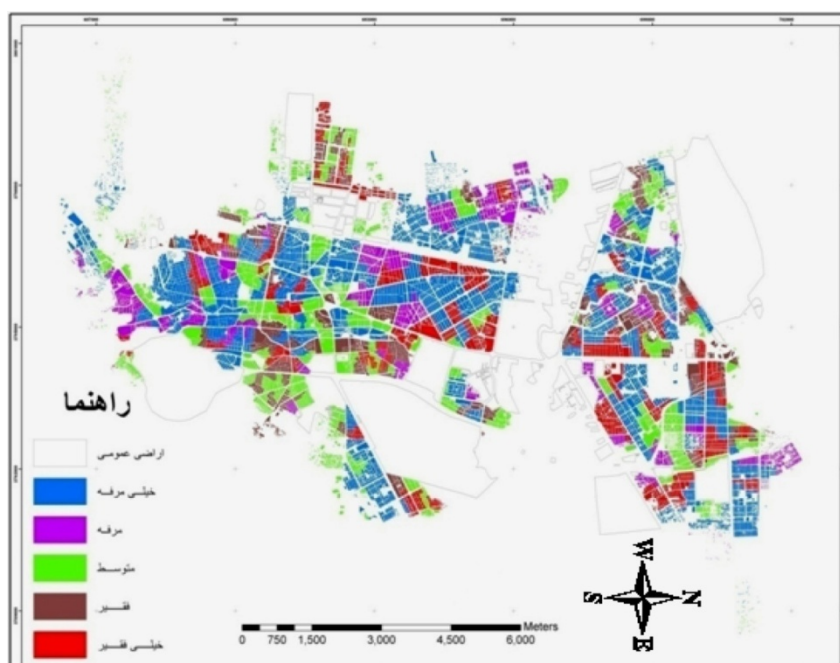 راهنما
اراضی عمومی
خیلی مرفه
مرفه
متوسط
فقیر
خیلی فقیر
W
S
N
E
Meters
0 750 1,500 3,000 4,500 6,000